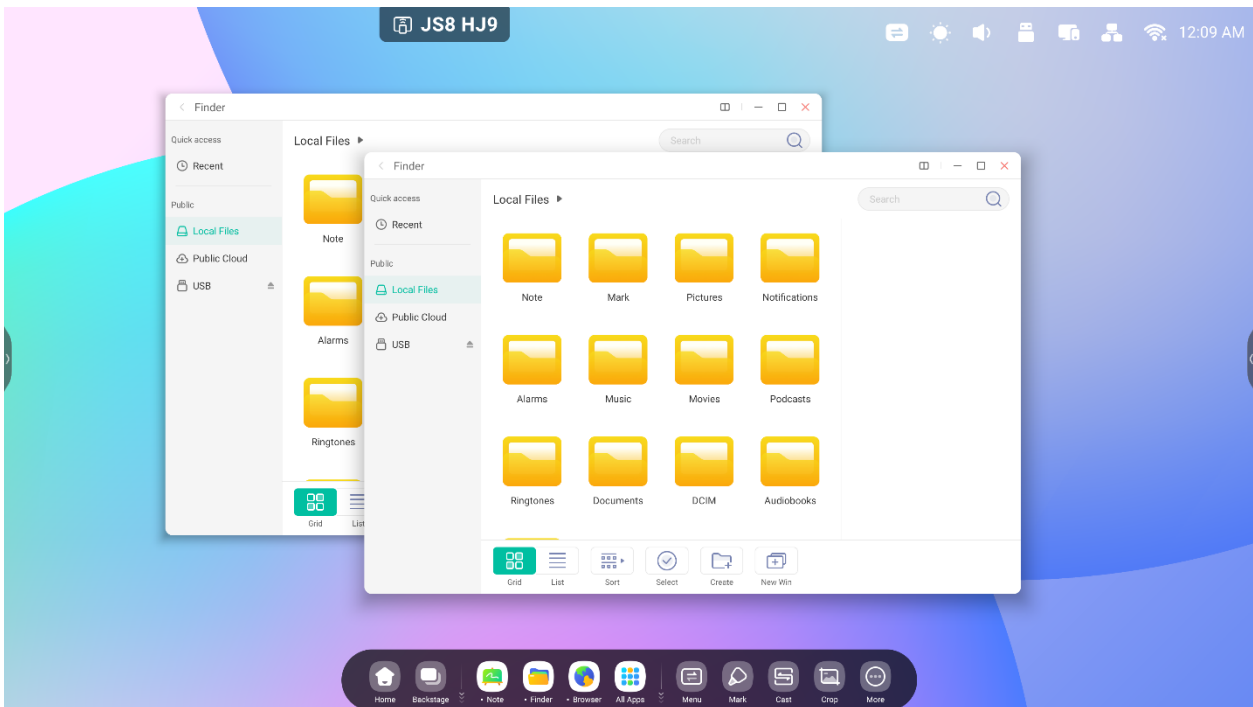 JS8 HJ9
12:09 AM
Finder
Quick access
Recent
Public
Local Files
Public Cloud
USB
Local Files
Search
Note
Alarms
Ringtones
Grid
List
Finder
Quick access
Recent
Public
Local Files
Public Cloud
USB
Local Files
Search
Note Mark Pictures Notifications
Alarms Music Movies Podcasts
Ringtones Documents DCIM Audiobooks
Grid List Sort Select Create New Win
Home Backstage • Note • Finder • Browser All Apps Menu Mark Cast Crop More